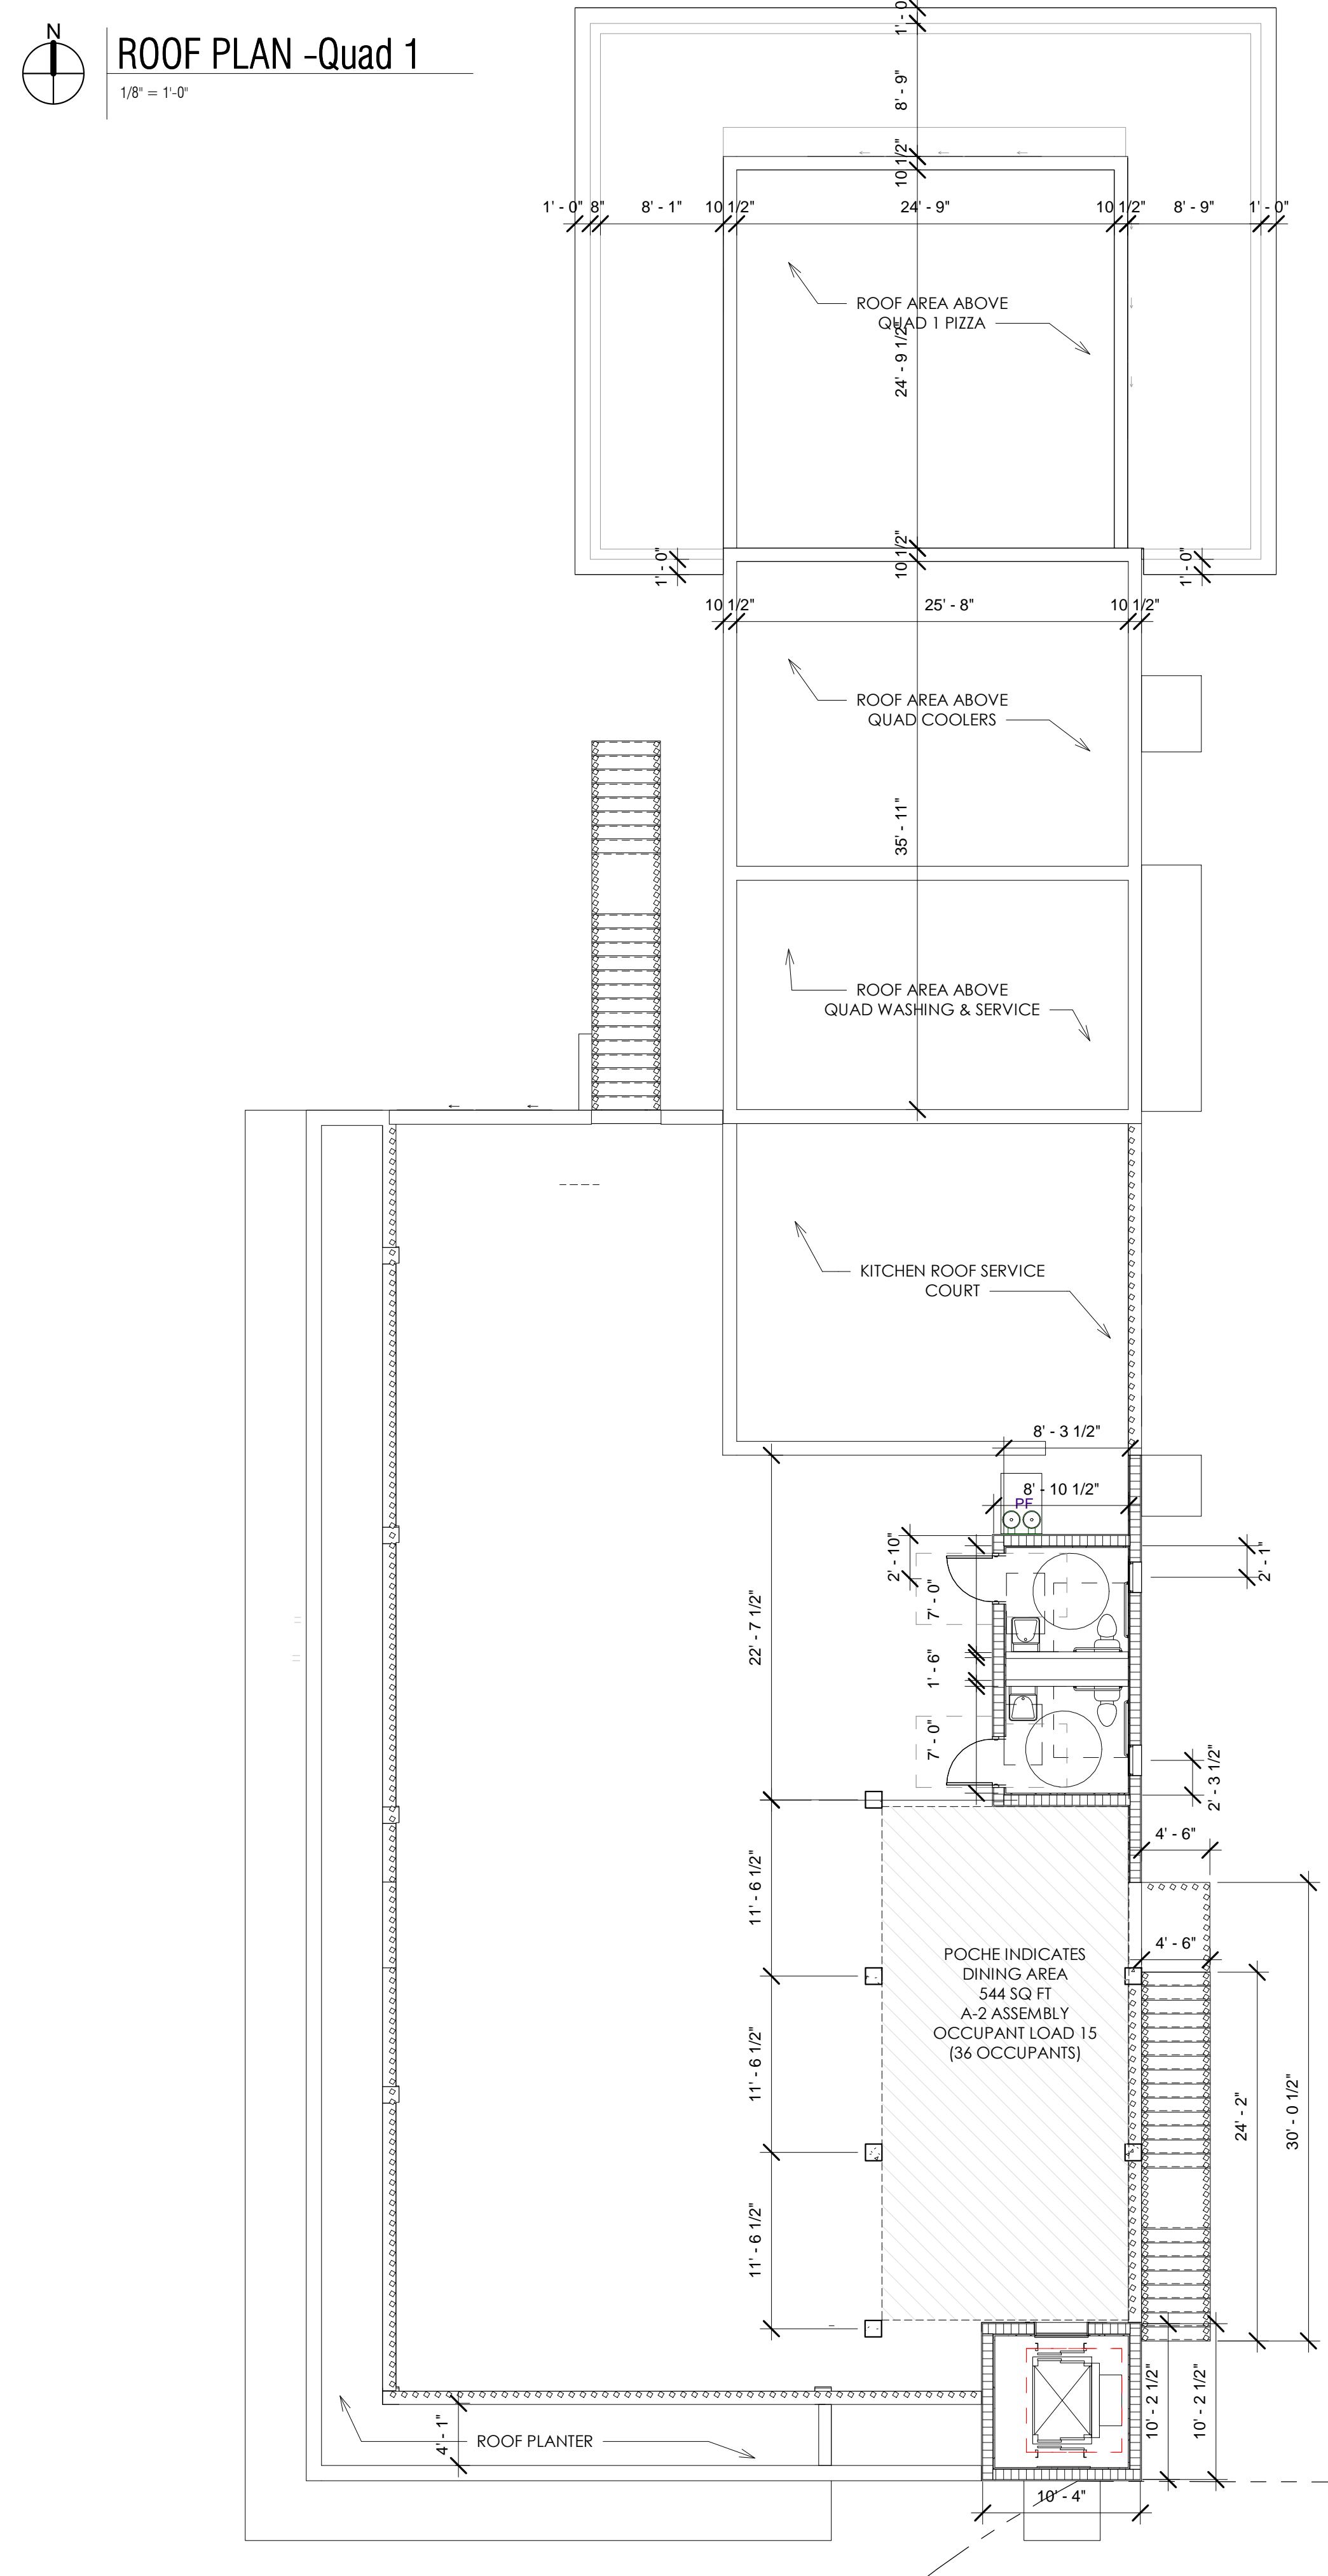 N
ROOF PLAN -Quad 1
1/8" = 1'-0"
1' - 0"
8' - 9"
10 1/2"
1' - 0"
8"
8' - 1"
10 1/2"
24' - 9"
10 1/2"
8' - 9"
1' - 0"
ROOF AREA ABOVE
QUAD 1 PIZZA
24' - 9 1/2"
10 1/2"
1' - 0"
1' - 0"
10 1/2"
25' - 8"
10 1/2"
ROOF AREA ABOVE
QUAD COOLERS
35' - 11"
ROOF AREA ABOVE
QUAD WASHING & SERVICE
KITCHEN ROOF SERVICE
COURT
8' - 3 1/2"
8' - 10 1/2"
PF
2' - 10"
2' - 1"
7' - 0"
22' - 7 1/2"
1' - 6"
7' - 0"
2' - 3 1/2"
4' - 6"
11' - 6 1/2"
4' - 6"
POCHE INDICATES
DINING AREA
544 SQ FT
A-2 ASSEMBLY
OCCUPANT LOAD 15
(36 OCCUPANTS)
11' - 6 1/2"
24' - 2"
30' - 0 1/2"
11' - 6 1/2"
10' - 2 1/2"
10' - 2 1/2"
4' - 1"
ROOF PLANTER
10' - 4"